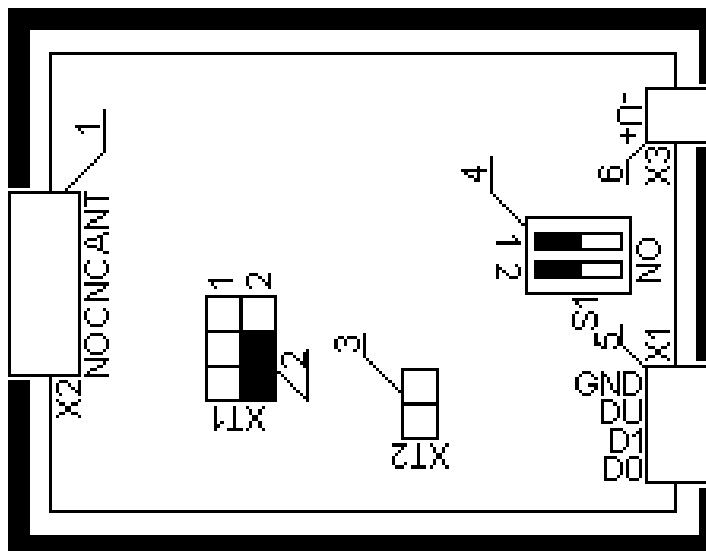 1
-U+
6
X3
4
NOCNCANT
X2
1
2
NO
S1
1
2
2
XT1
3
XT2
5
X1
GND
DU
D1
D0